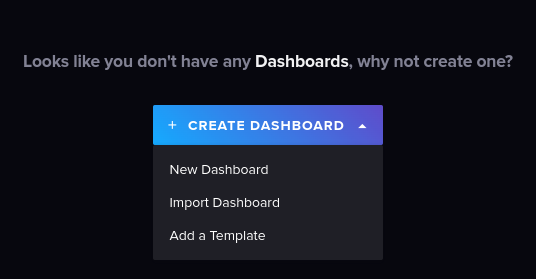 Looks like you don't have any Dashboards, why not create one?
+ CREATE DASHBOARD
New Dashboard
Import Dashboard
Add a Template